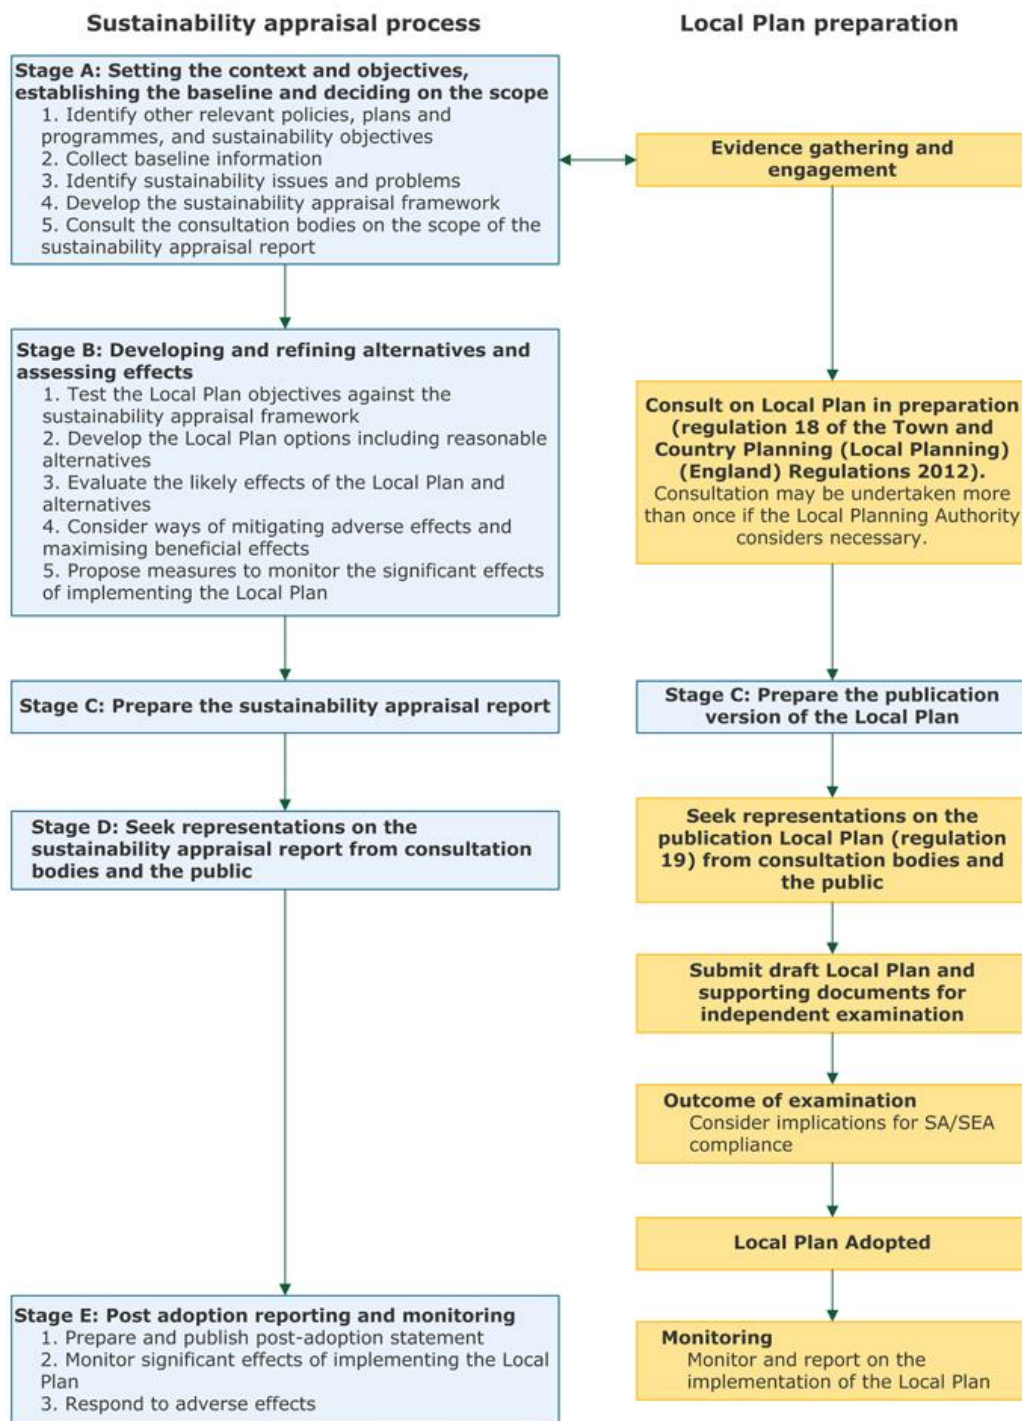 Sustainability appraisal process
Local Plan preparation
Stage A: Setting the context and objectives,
establishing the baseline and deciding on the scope
1. Identify other relevant policies, plans and
programmes, and sustainability objectives
2. Collect baseline information
3. Identify sustainability issues and problems
4. Develop the sustainability appraisal framework
5. Consult the consultation bodies on the scope of the
sustainability appraisal report
Evidence gathering and
engagement
Stage B: Developing and refining alternatives and
assessing effects
1. Test the Local Plan objectives against the
sustainability appraisal framework
2. Develop the Local Plan options including reasonable
alternatives
3. Evaluate the likely effects of the Local Plan and
alternatives
4. Consider ways of mitigating adverse effects and
maximising beneficial effects
5. Propose measures to monitor the significant effects
of implementing the Local Plan
Consult on Local Plan in preparation
(regulation 18 of the Town and
Country Planning (Local Planning)
(England) Regulations 2012).
Consultation may be undertaken more
than once if the Local Planning Authority
considers necessary.
Stage C: Prepare the sustainability appraisal report
Stage C: Prepare the publication
version of the Local Plan
Stage D: Seek representations on the
sustainability appraisal report from consultation
bodies and the public
Seek representations on the
publication Local Plan (regulation
19) from consultation bodies and
the public
Submit draft Local Plan and
supporting documents for
independent examination
Outcome of examination
Consider implications for SA/SEA
compliance
Local Plan Adopted
Stage E: Post adoption reporting and monitoring
1. Prepare and publish post-adoption statement
2. Monitor significant effects of implementing the Local
Plan
3. Respond to adverse effects
Monitoring
Monitor and report on the
implementation of the Local Plan